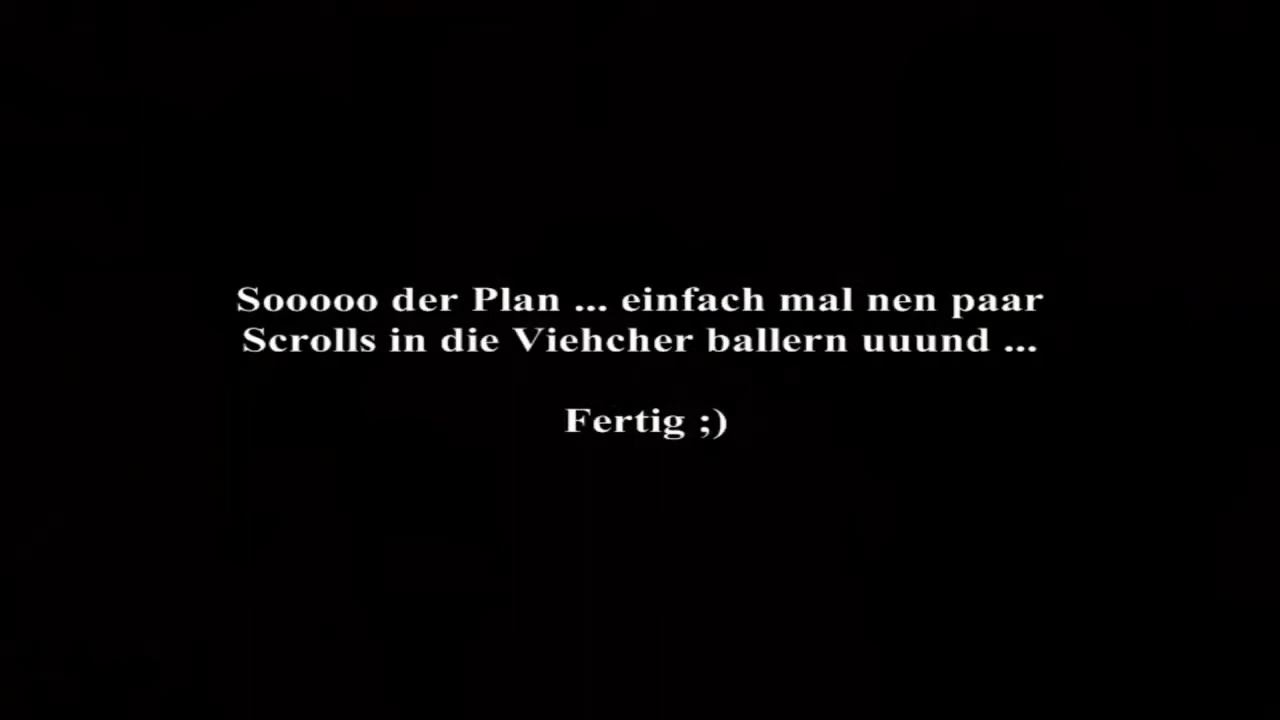 Sooooo der Plan ... einfach mal nen paar
Scrolls in die Viehcher ballern uuund ...
Fertig ;)